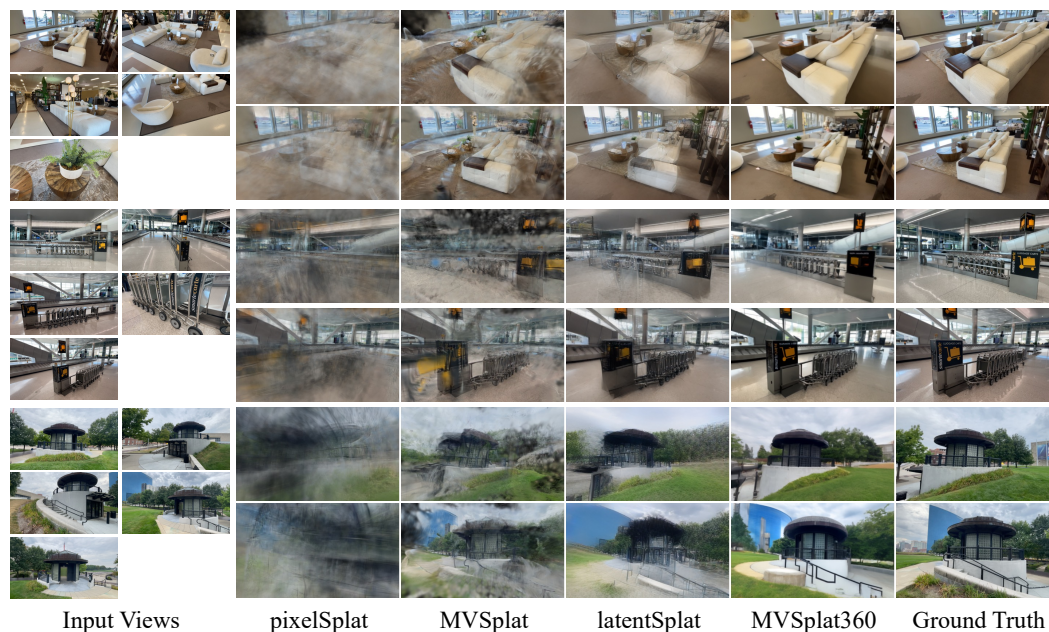 Input Views
pixelSplat
MVSplat
latentSplat
MVSplat360
Ground Truth